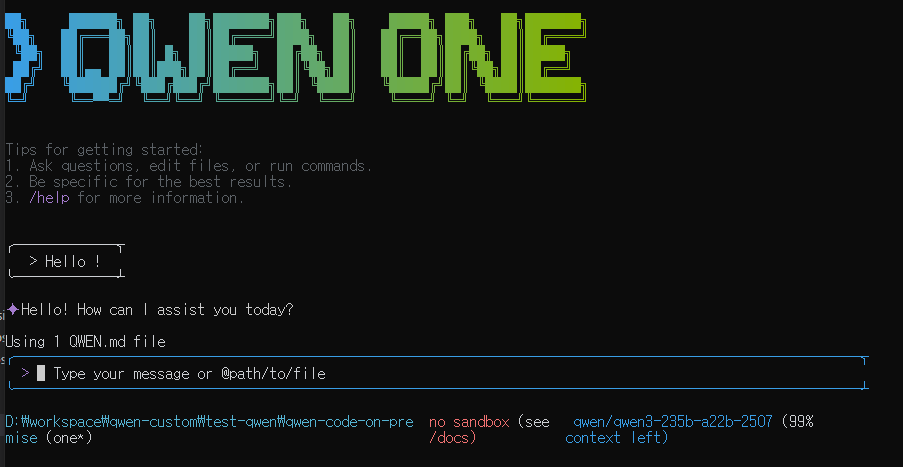 > QWEN ONE
Tips for getting started:
1. Ask questions, edit files, or run commands.
2. Be specific for the best results.
3. /help for more information.
> Hello !
✦Hello! How can I assist you today?
Using 1 QWEN.md file
> Type your message or @path/to/file
D:₩workspace₩qwen-custom₩test-qwen₩qwen-code-on-pre no sandbox (see qwen/qwen3-235b-a22b-2507 (99%
mise (one*) /docs) context left)